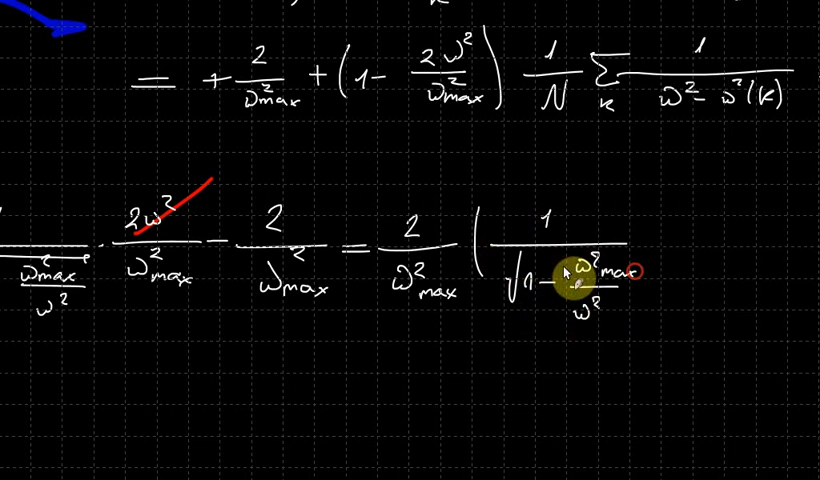 = + 2/ω²max + (1 - 2ω²/ω²max) 1/N Σk 1/(ω² - ω²(k))
ω²max/ω² · 2ω²/ω²max - 2/ω²max = 2/ω²max ( 1/√(1 - ω²max/ω²)